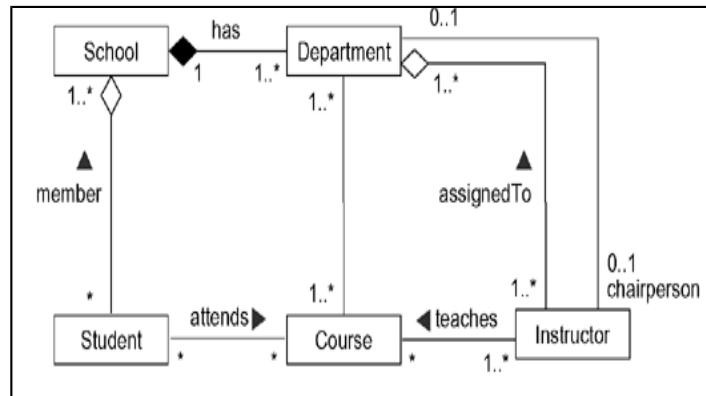 0..1
has
School
Department
1
1..*
1..*
1..*
1..*
member
assignedTo
0..1
chairperson
1..*
1..*
*
attends
teaches
Student
Course
Instructor
*
*
*
1..*